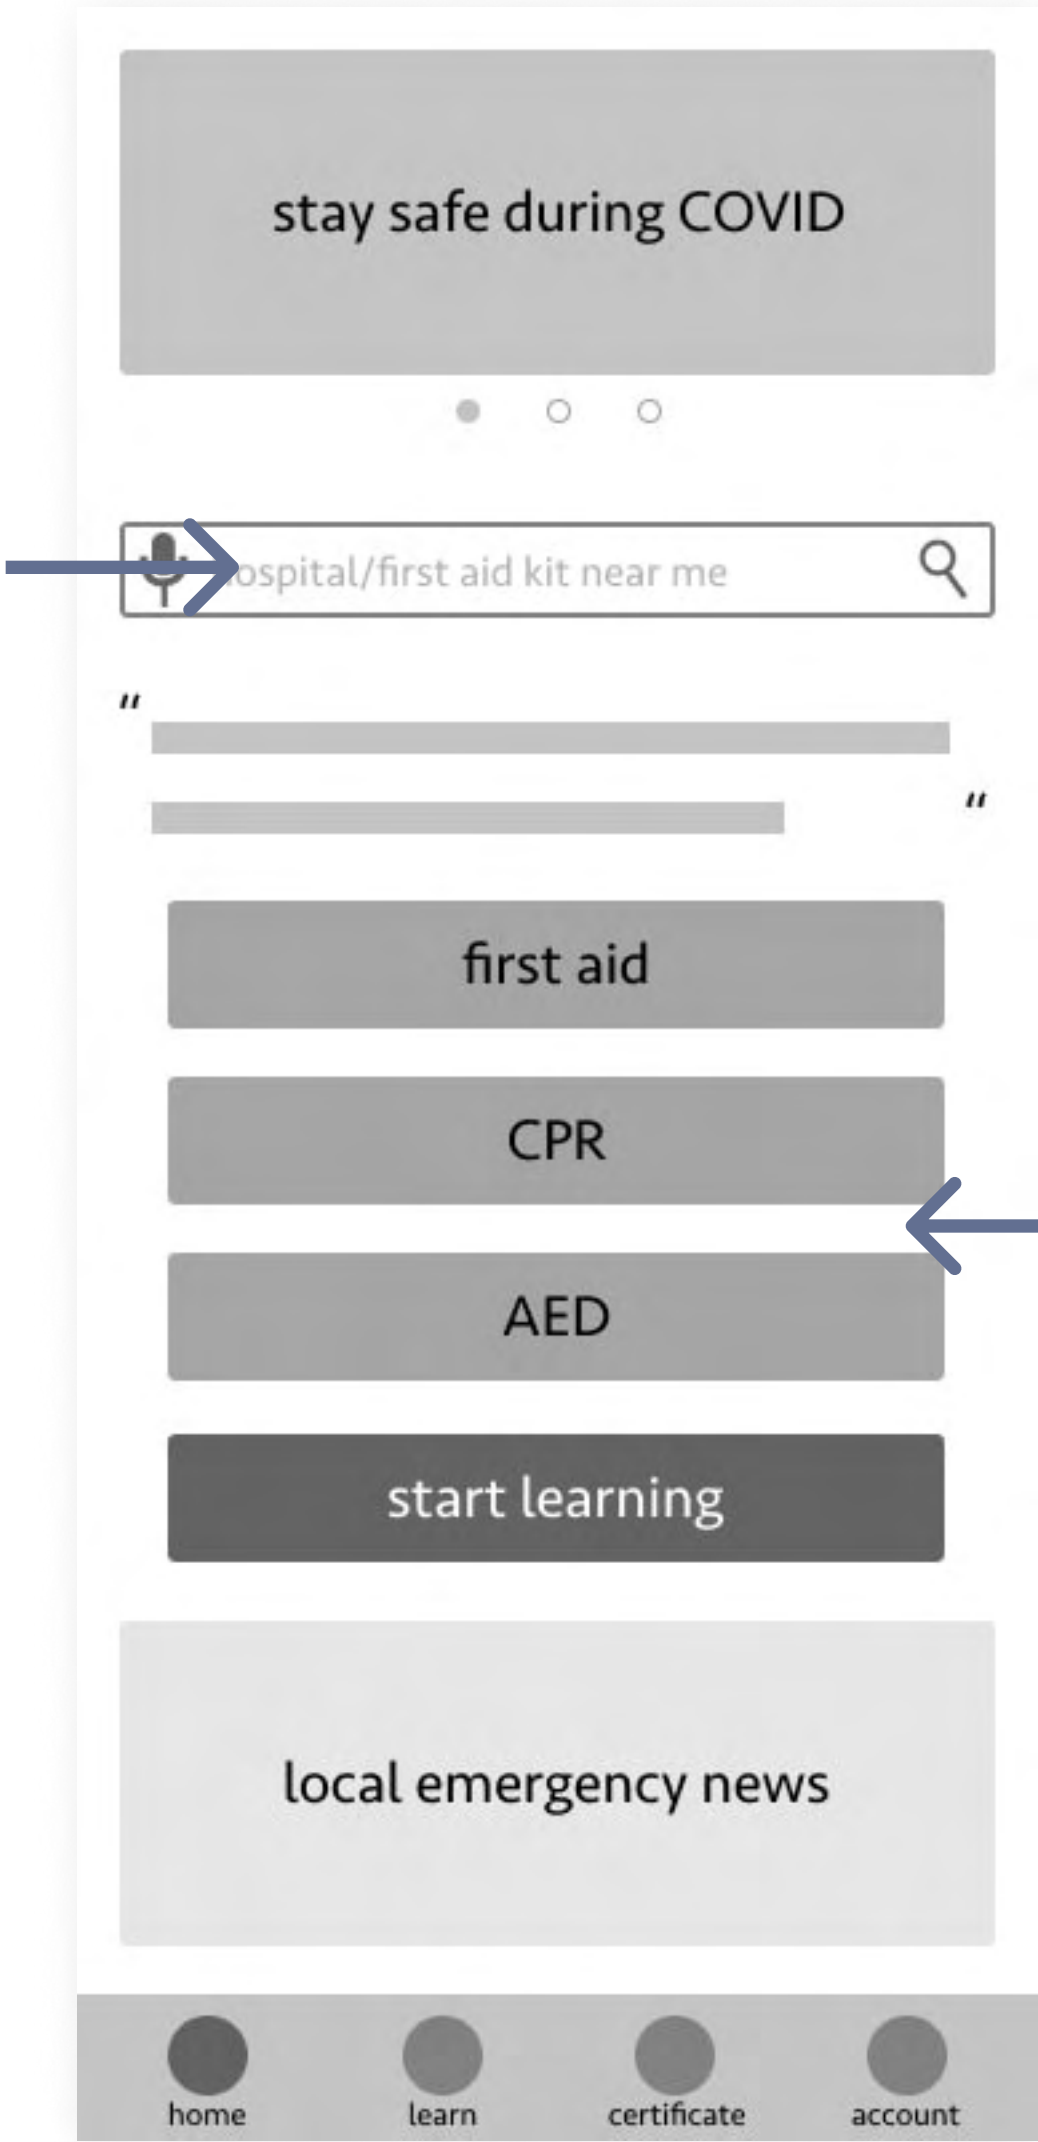 stay safe during COVID
ospital/first aid kit near me
"
"
first aid
CPR
AED
start learning
local emergency news
home learn certificate account